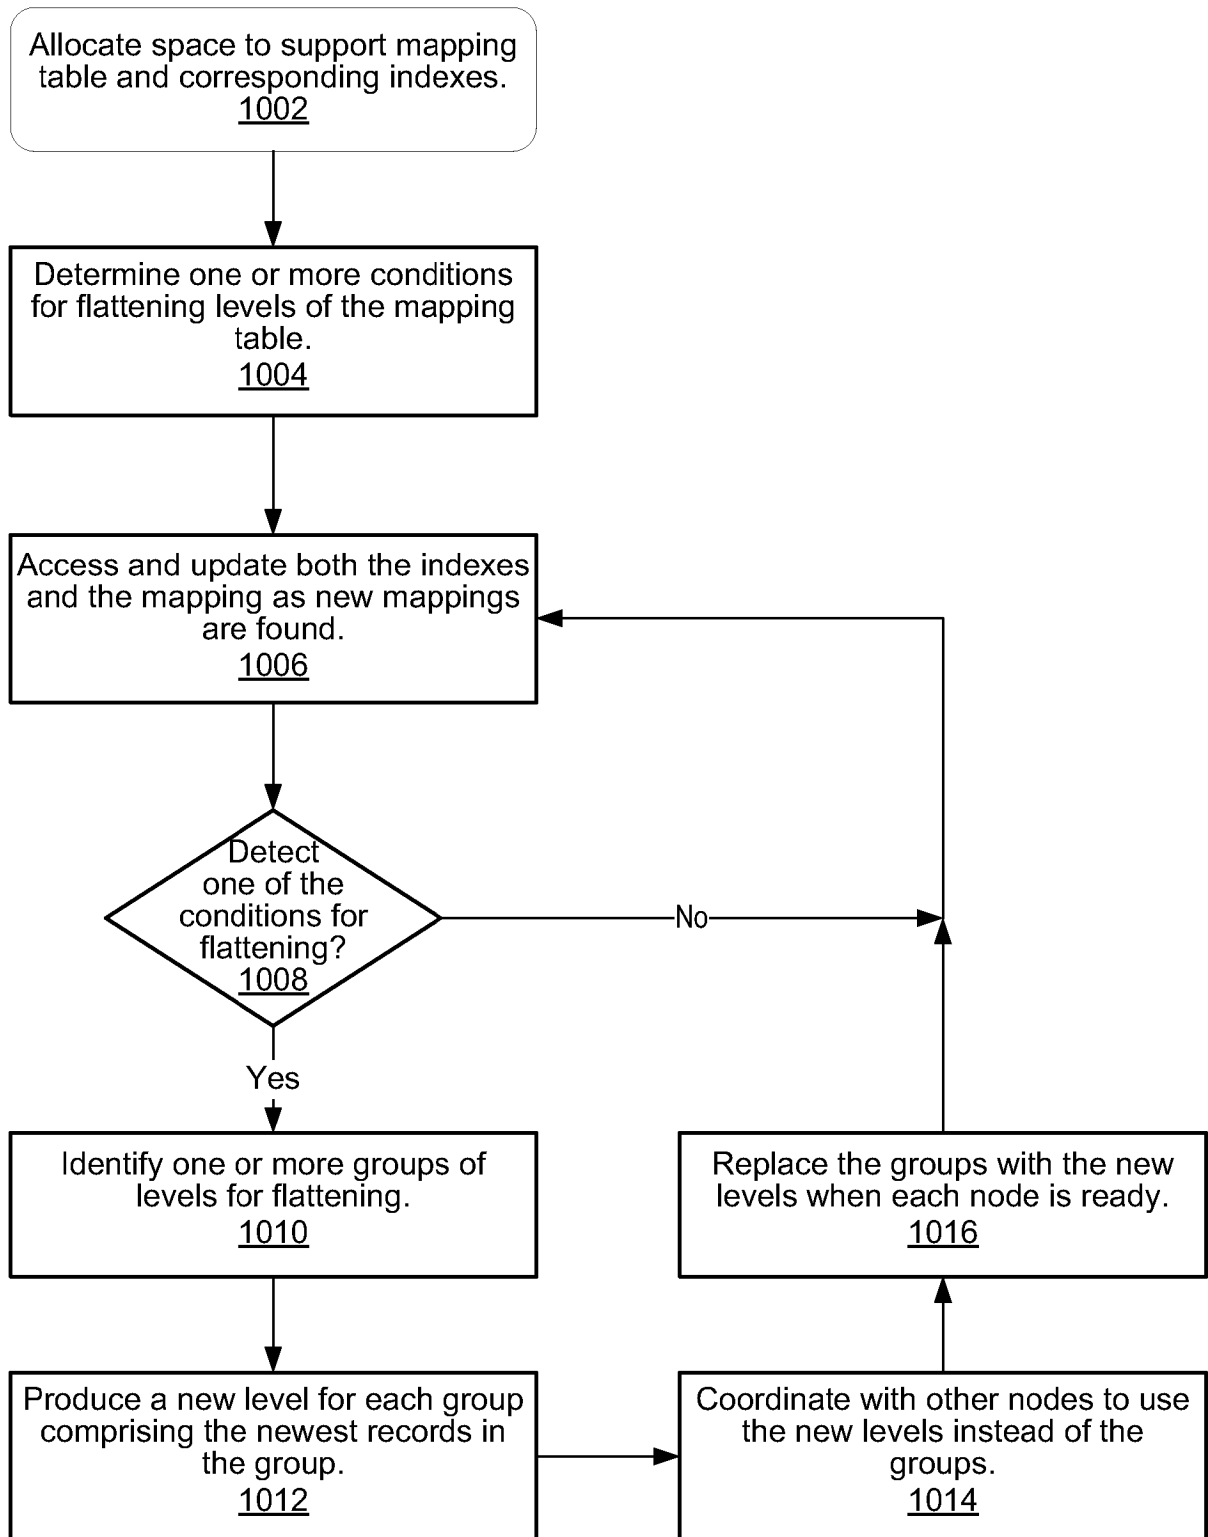 Allocate space to support mapping
table and corresponding indexes.
1002
Determine one or more conditions
for flattening levels of the mapping
table.
1004
Access and update both the indexes
and the mapping as new mappings
are found.
1006
Detect
one of the
conditions for
flattening?
1008
No
Yes
Identify one or more groups of
levels for flattening.
1010
Replace the groups with the new
levels when each node is ready.
1016
Produce a new level for each group
comprising the newest records in
the group.
1012
Coordinate with other nodes to use
the new levels instead of the
groups.
1014